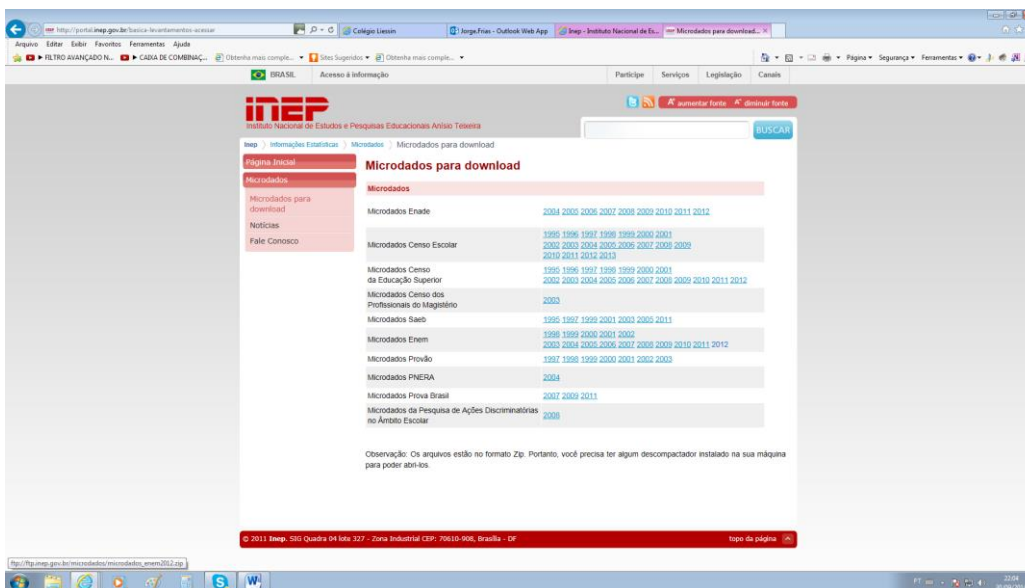 http://portal.inep.gov.br/basica-levantamentos-acessar
Colégio Liessin
Jorge.Frias - Outlook Web App
Inep - Instituto Nacional de Es...
Microdados para download...
Arquivo Editar Exibir Favoritos Ferramentas Ajuda
FILTRO AVANÇADO N...
CAIXA DE COMBINAÇ...
Obtenha mais comple...
Sites Sugeridos
Obtenha mais comple...
Página Segurança Ferramentas
BRASIL Acesso à informação Participe Serviços Legislação Canais
inep
Instituto Nacional de Estudos e Pesquisas Educacionais Anísio Teixeira
A+ aumentar fonte A- diminuir fonte
BUSCAR
Inep Informações Estatísticas Microdados Microdados para download
Página Inicial
Microdados
Microdados para
download
Notícias
Fale Conosco
Microdados para download
Microdados
Microdados Enade 2004 2005 2006 2007 2008 2009 2010 2011 2012
Microdados Censo Escolar
1995 1996 1997 1998 1999 2000 2001
2002 2003 2004 2005 2006 2007 2008 2009
2010 2011 2012 2013
Microdados Censo
da Educação Superior
1995 1996 1997 1998 1999 2000 2001
2002 2003 2004 2005 2006 2007 2008 2009 2010 2011 2012
Microdados Censo dos
Profissionais do Magistério
2003
Microdados Saeb 1995 1997 1999 2001 2003 2005 2011
Microdados Enem
1998 1999 2000 2001 2002
2003 2004 2005 2006 2007 2008 2009 2010 2011 2012
Microdados Provão 1997 1998 1999 2000 2001 2002 2003
Microdados PNERA 2004
Microdados Prova Brasil 2007 2009 2011
Microdados da Pesquisa de Ações Discriminatórias
no Âmbito Escolar
2008
Observação: Os arquivos estão no formato Zip. Portanto, você precisa ter algum descompactador instalado na sua máquina
para poder abri-los.
© 2011 Inep. SIG Quadra 04 lote 327 - Zona Industrial CEP: 70610-908, Brasília - DF topo da página
ftp://ftp.inep.gov.br/microdados/microdados_enem2012.zip
PT
22:04